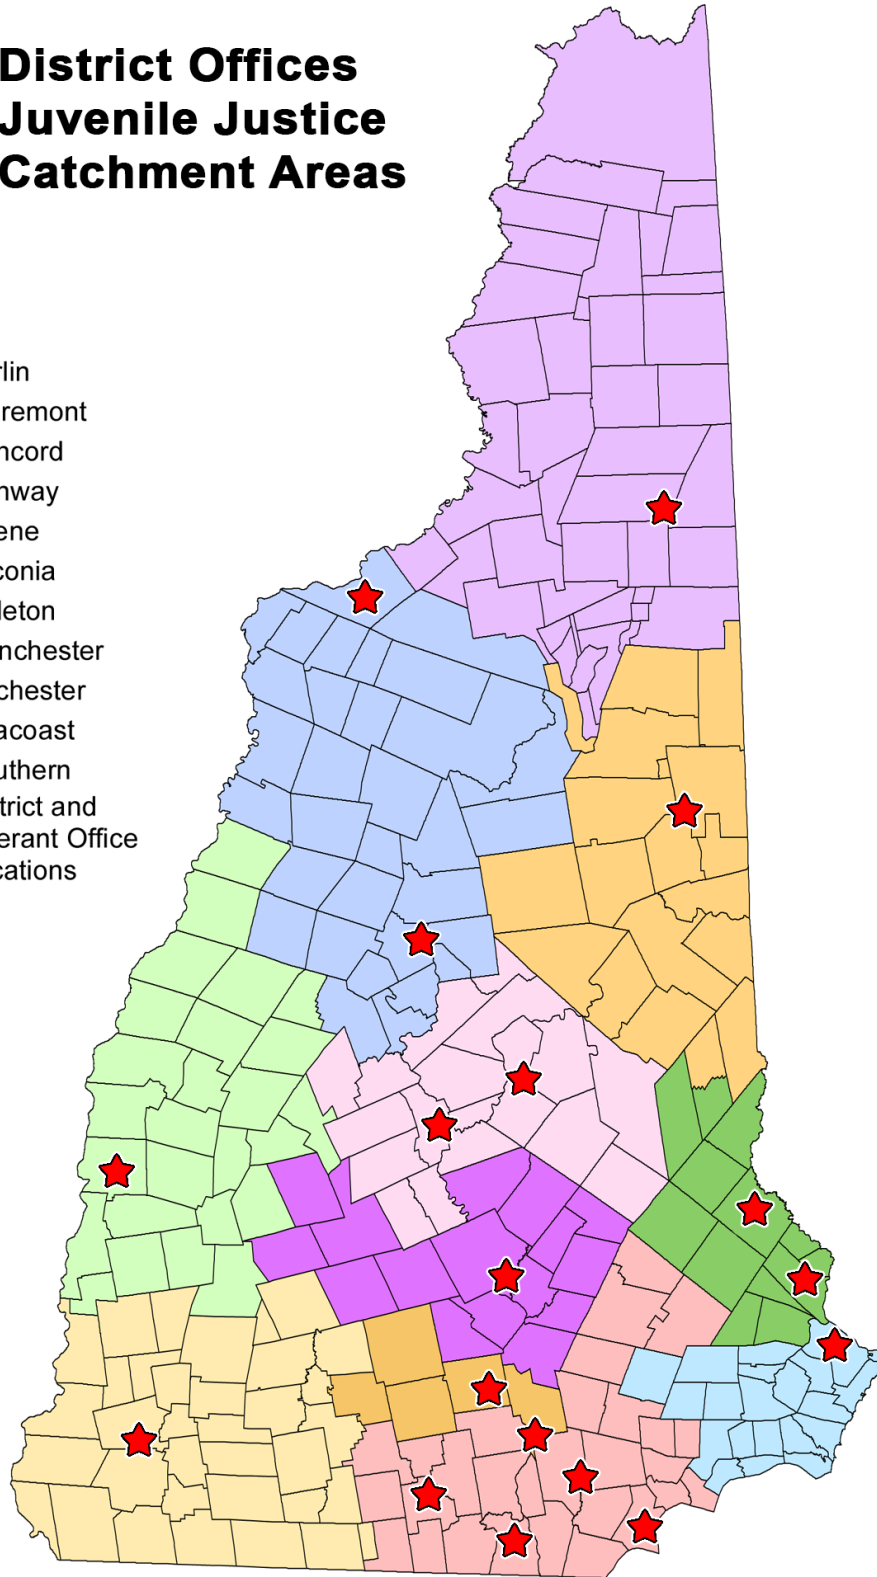 District Offices
Juvenile Justice
Catchment Areas
rlin
remont
ncord
nway
ene
conia
leton
nchester
chester
acoast
uthern
trict and
erant Office
cations